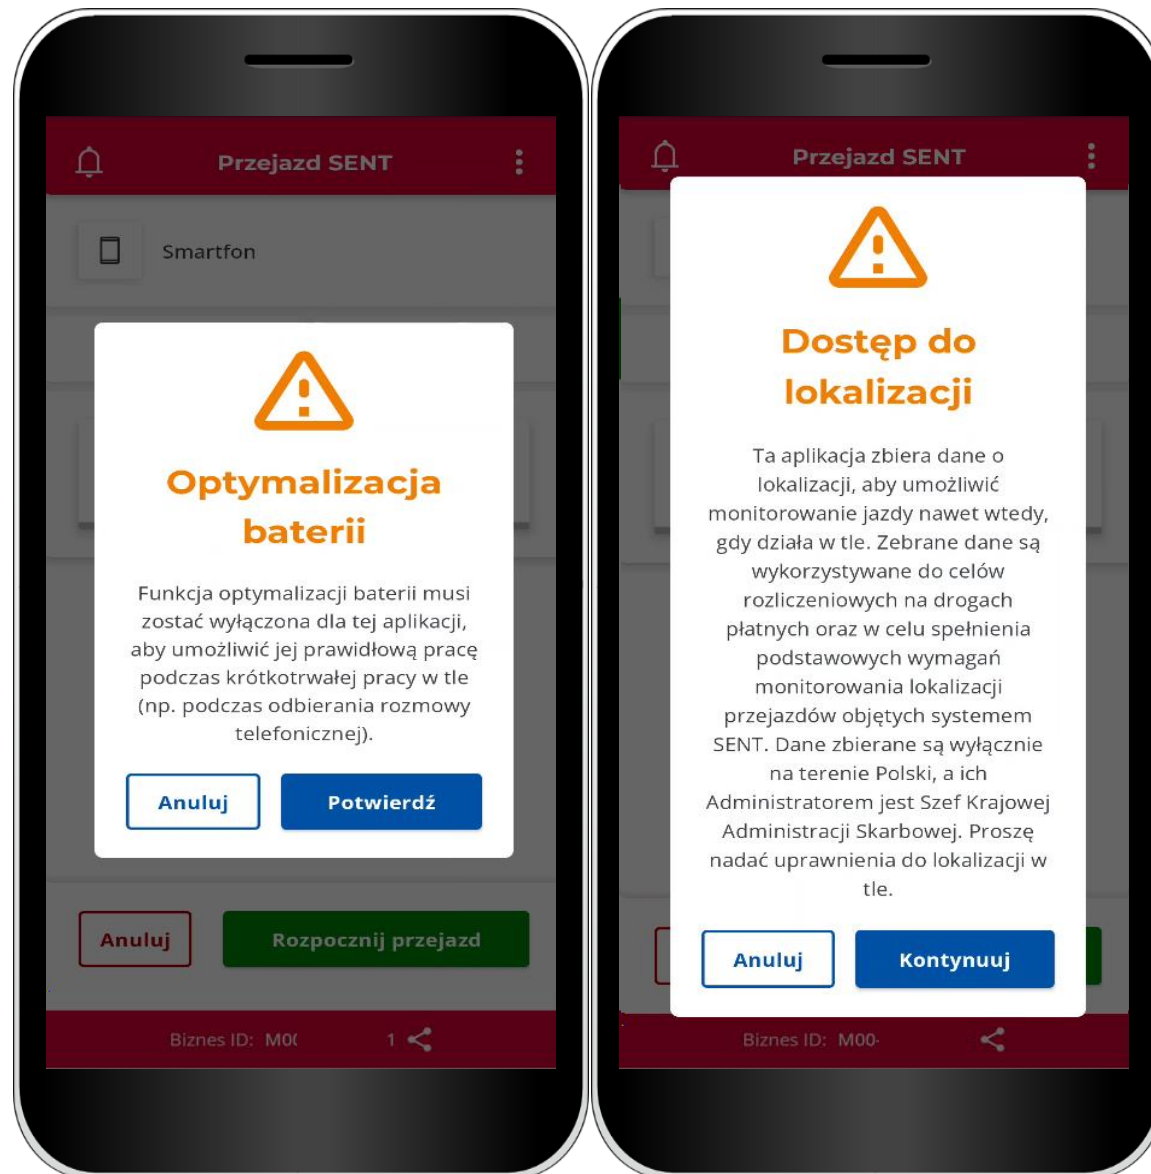 Przejazd SENT
Smartfon
Optymalizacja
baterii
Funkcja optymalizacji baterii musi
zostać wyłączona dla tej aplikacji,
aby umożliwić jej prawidłową pracę
podczas krótkotrwałej pracy w tle
(np. podczas odbierania rozmowy
telefonicznej).
Anuluj
Potwierdź
Anuluj
Rozpocznij przejazd
Biznes ID: M00 1
Przejazd SENT
Dostęp do
lokalizacji
Ta aplikacja zbiera dane o
lokalizacji, aby umożliwić
monitorowanie jazdy nawet wtedy,
gdy działa w tle. Zebrane dane są
wykorzystywane do celów
rozliczeniowych na drogach
płatnych oraz w celu spełnienia
podstawowych wymagań
monitorowania lokalizacji
przejazdów objętych systemem
SENT. Dane zbierane są wyłącznie
na terenie Polski, a ich
Administratorem jest Szef Krajowej
Administracji Skarbowej. Proszę
nadać uprawnienia do lokalizacji w
tle.
Anuluj
Kontynuuj
Biznes ID: M00-